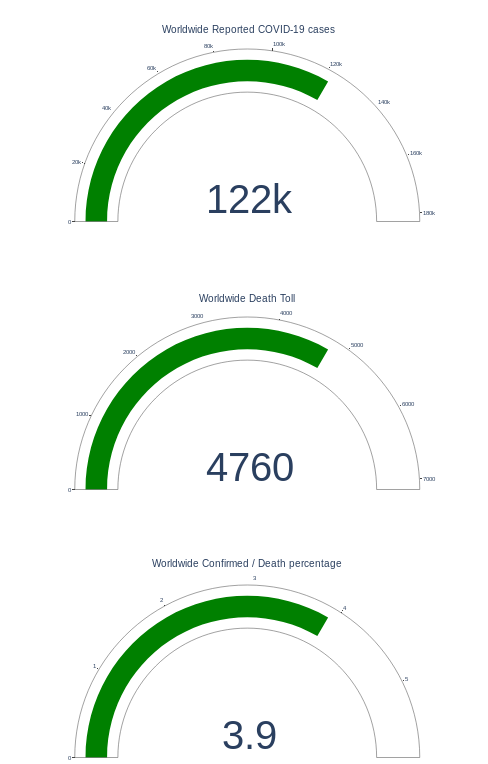 Worldwide Reported COVID-19 cases
0
20k
40k
60k
80k
100k
120k
140k
160k
180k
122k
Worldwide Death Toll
0
1000
2000
3000
4000
5000
6000
7000
4760
Worldwide Confirmed / Death percentage
0
1
2
3
4
5
3.9